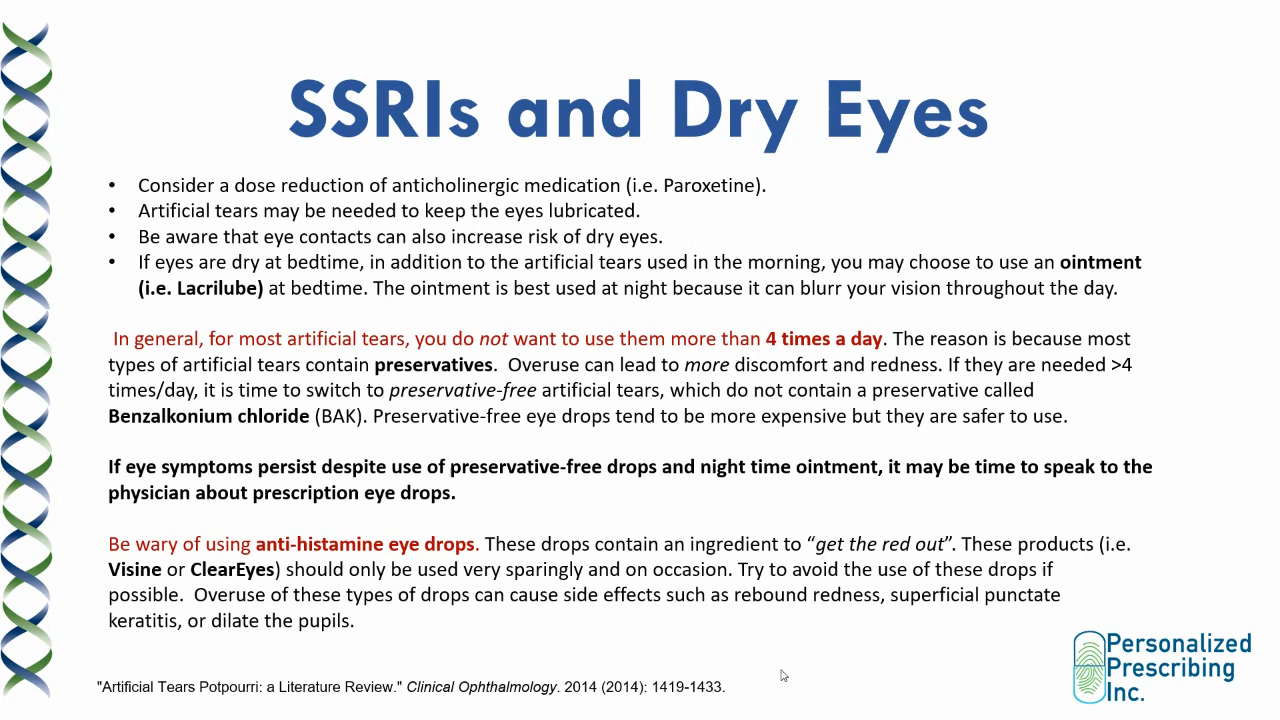 SSRIs and Dry Eyes
• Consider a dose reduction of anticholinergic medication (i.e. Paroxetine).
• Artificial tears may be needed to keep the eyes lubricated.
• Be aware that eye contacts can also increase risk of dry eyes.
• If eyes are dry at bedtime, in addition to the artificial tears used in the morning, you may choose to use an ointment
(i.e. Lacrilube) at bedtime. The ointment is best used at night because it can blurr your vision throughout the day.
In general, for most artificial tears, you do not want to use them more than 4 times a day. The reason is because most
types of artificial tears contain preservatives. Overuse can lead to more discomfort and redness. If they are needed >4
times/day, it is time to switch to preservative-free artificial tears, which do not contain a preservative called
Benzalkonium chloride (BAK). Preservative-free eye drops tend to be more expensive but they are safer to use.
If eye symptoms persist despite use of preservative-free drops and night time ointment, it may be time to speak to the
physician about prescription eye drops.
Be wary of using anti-histamine eye drops. These drops contain an ingredient to “get the red out”. These products (i.e.
Visine or ClearEyes) should only be used very sparingly and on occasion. Try to avoid the use of these drops if
possible. Overuse of these types of drops can cause side effects such as rebound redness, superficial punctate
keratitis, or dilate the pupils.
"Artificial Tears Potpourri: a Literature Review." Clinical Ophthalmology. 2014 (2014): 1419-1433.
Personalized
Prescribing
Inc.